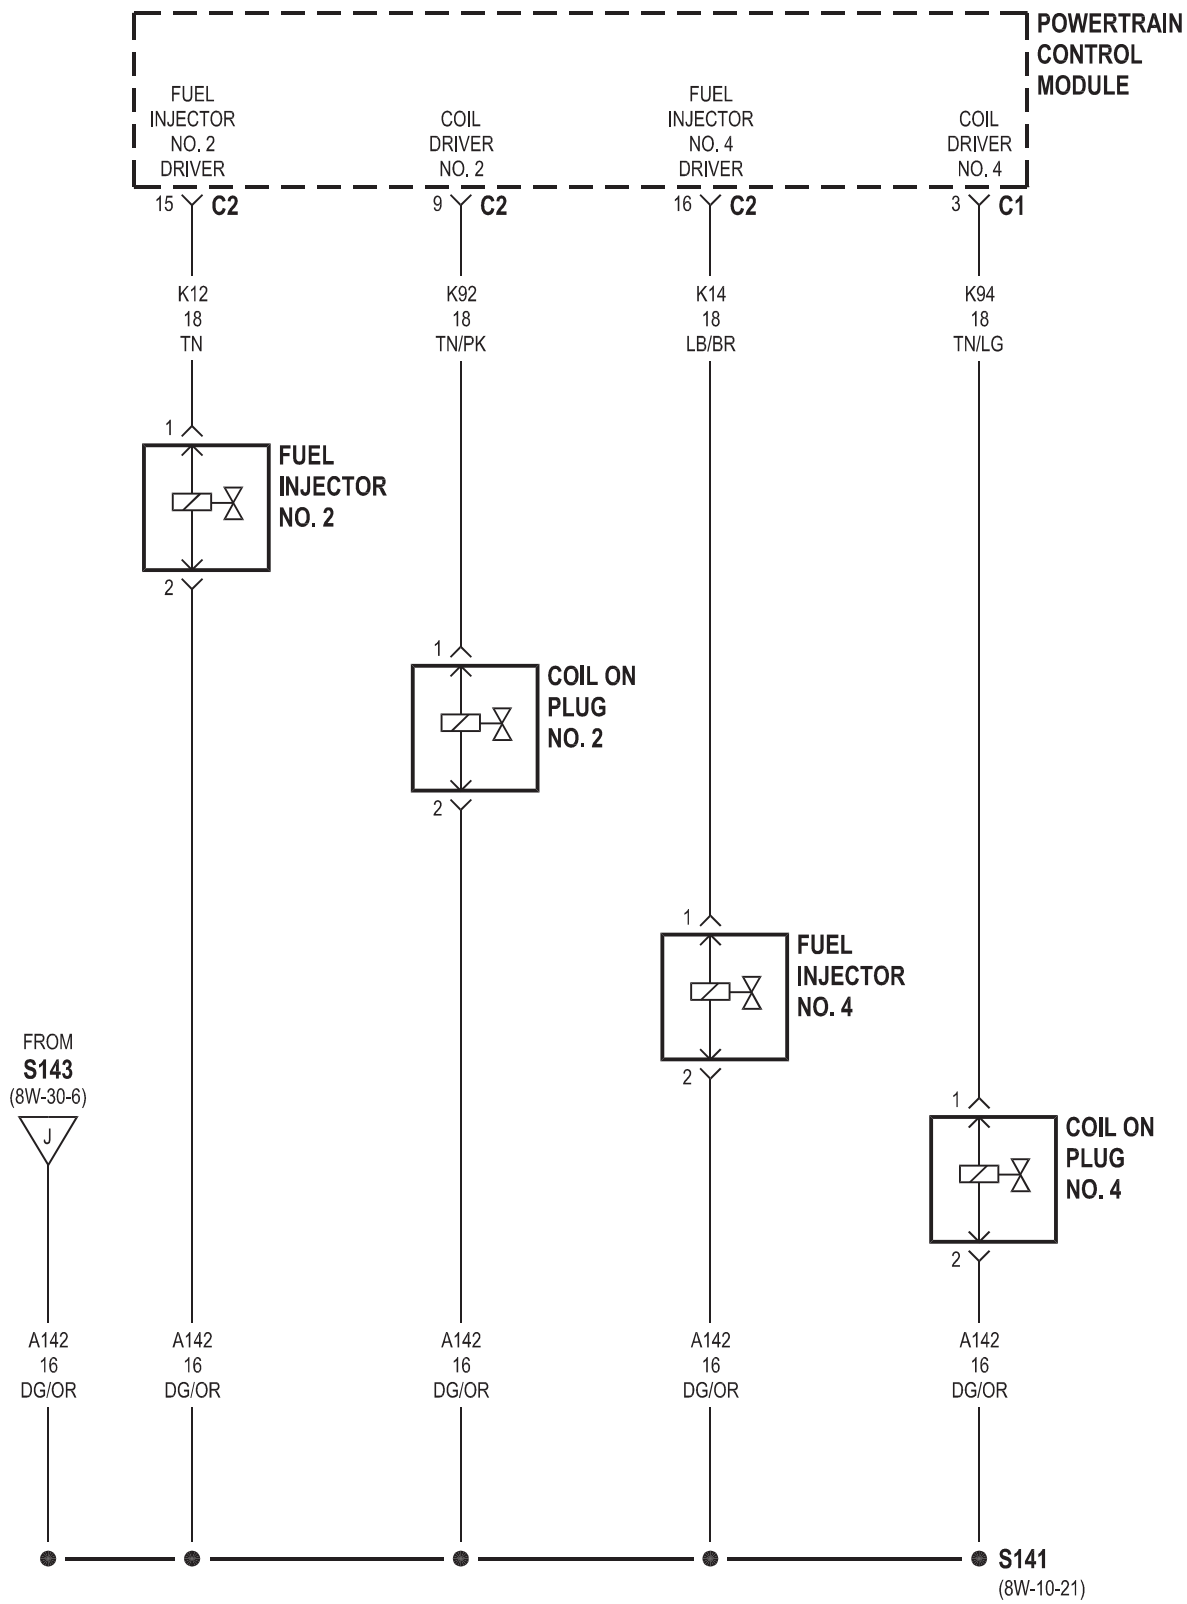 POWERTRAIN
CONTROL
MODULE
FUEL
INJECTOR
NO. 2
DRIVER
COIL
DRIVER
NO. 2
FUEL
INJECTOR
NO. 4
DRIVER
COIL
DRIVER
NO. 4
15 C2
9 C2
16 C2
3 C1
K12
18
TN
K92
18
TN/PK
K14
18
LB/BR
K94
18
TN/LG
1
FUEL
INJECTOR
NO. 2
2
1
COIL ON
PLUG
NO. 2
2
1
FUEL
INJECTOR
NO. 4
2
FROM
S143
(8W-30-6)
J
1
COIL ON
PLUG
NO. 4
2
A142
16
DG/OR
A142
16
DG/OR
A142
16
DG/OR
A142
16
DG/OR
A142
16
DG/OR
S141
(8W-10-21)